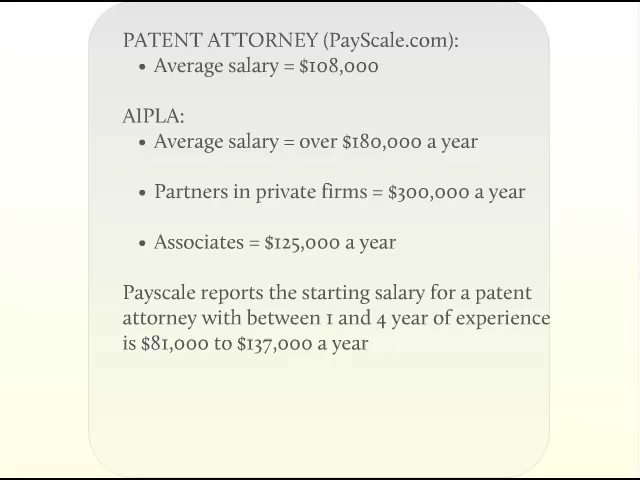 PATENT ATTORNEY (PayScale.com):
• Average salary = $108,000
AIPLA:
• Average salary = over $180,000 a year
• Partners in private firms = $300,000 a year
• Associates = $125,000 a year
Payscale reports the starting salary for a patent
attorney with between 1 and 4 year of experience
is $81,000 to $137,000 a year